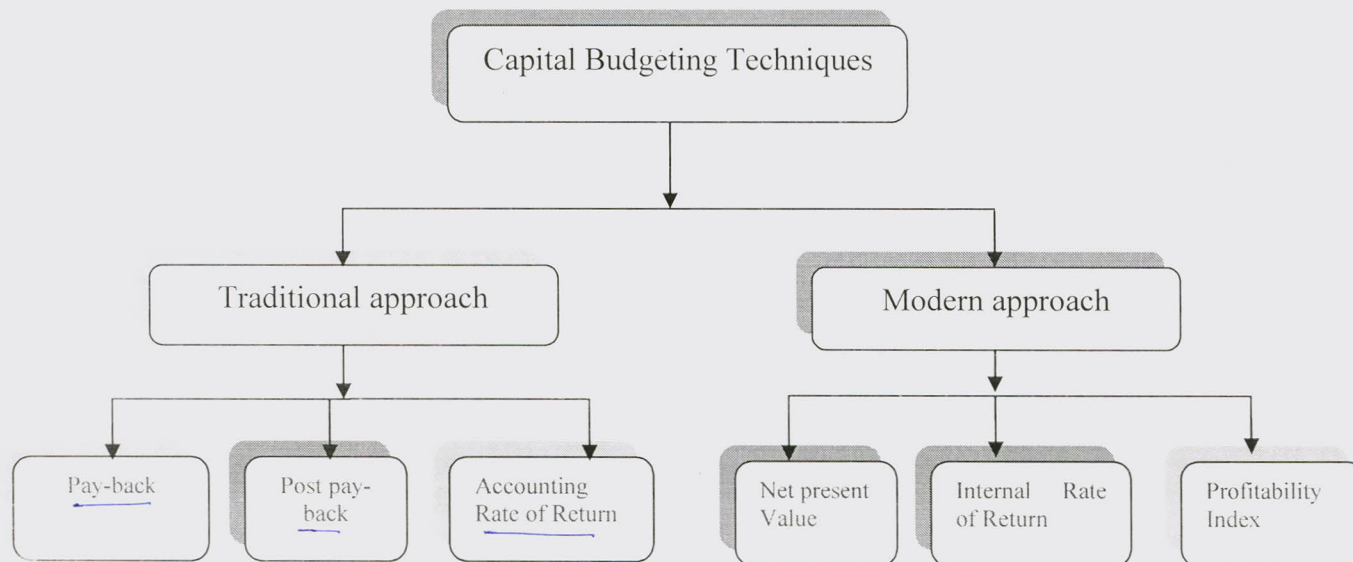 Capital Budgeting Techniques
Traditional approach
Modern approach
Pay-back
Post pay-
back
Accounting
Rate of Return
Net present
Value
Internal Rate
of Return
Profitability
Index